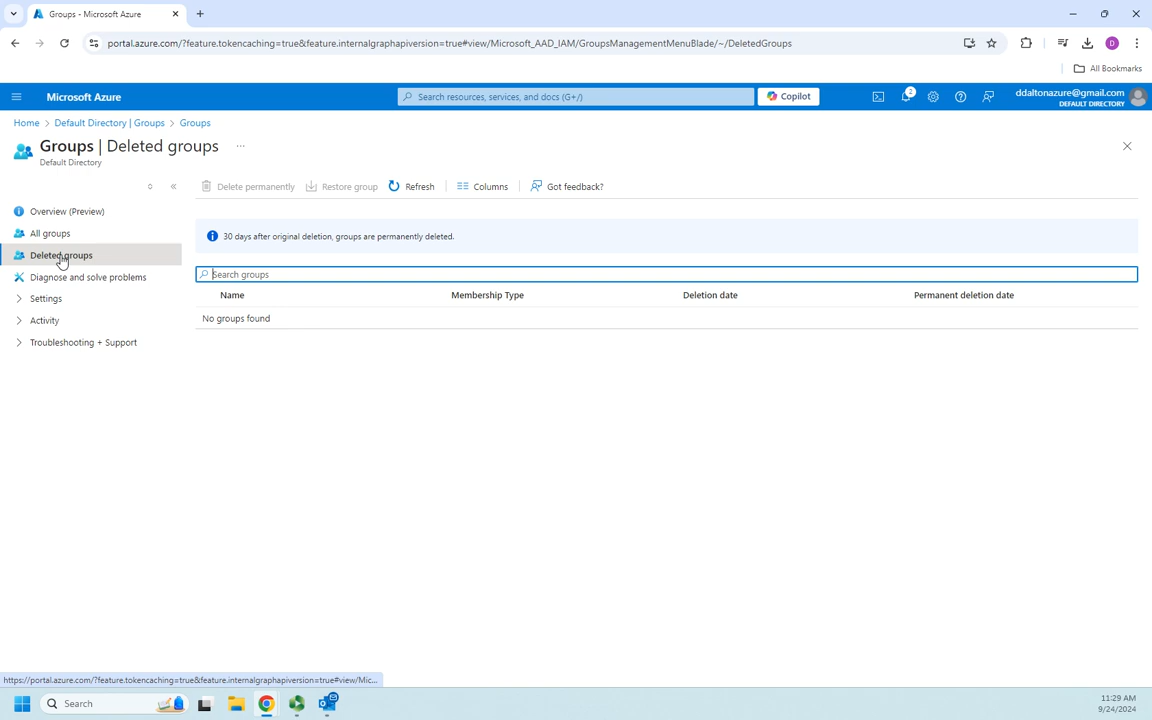 Groups - Microsoft Azure
portal.azure.com/?feature.tokencaching=true&feature.internalgraphapiversion=true#view/Microsoft_AAD_IAM/GroupsManagementMenuBlade/~/DeletedGroups
All Bookmarks
Microsoft Azure
Search resources, services, and docs (G+/)
Copilot
2
ddaltonazure@gmail.com
DEFAULT DIRECTORY
D
Home > Default Directory | Groups > Groups
Groups | Deleted groups
...
Default Directory
Delete permanently
Restore group
Refresh
Columns
Got feedback?
Overview (Preview)
All groups
Deleted groups
Diagnose and solve problems
Settings
Activity
Troubleshooting + Support
30 days after original deletion, groups are permanently deleted.
Search groups
Name Membership Type Deletion date Permanent deletion date
No groups found
https://portal.azure.com/?feature.tokencaching=true&feature.internalgraphapiversion=true#view/Mic...
Search
11:29 AM
9/24/2024